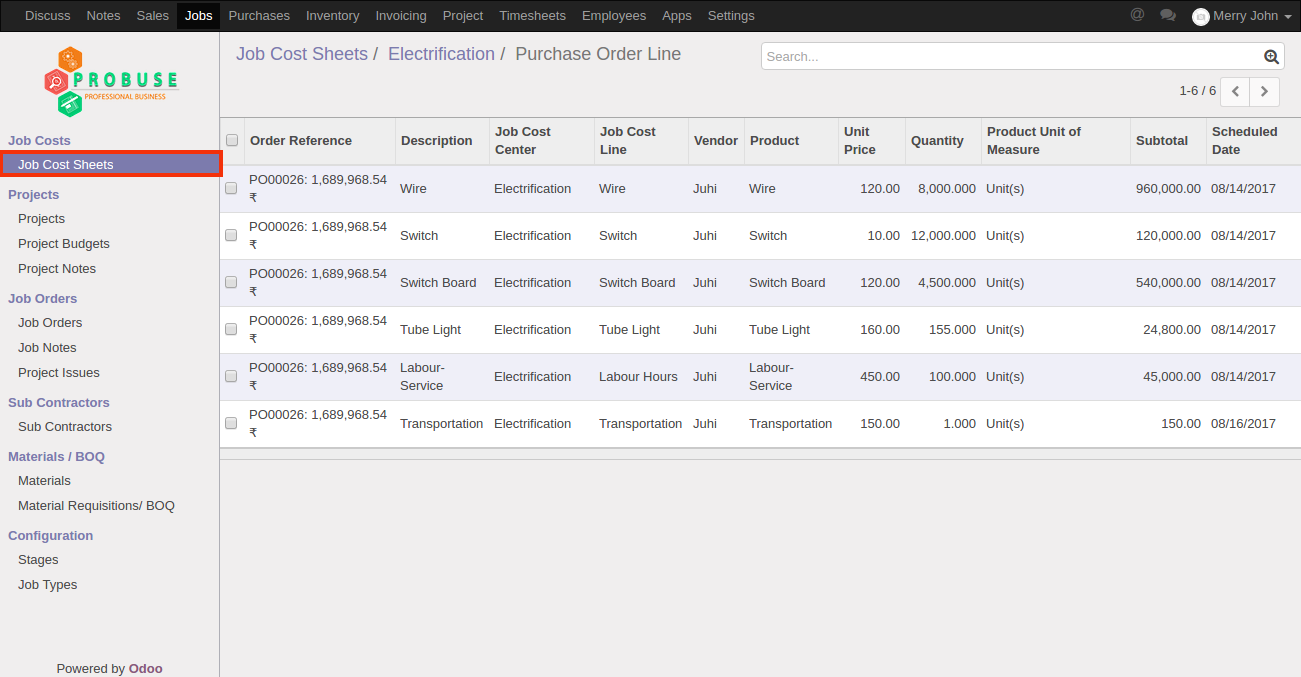 Discuss Notes Sales Jobs Purchases Inventory Invoicing Project Timesheets Employees Apps Settings @ Merry John
PROBUSE
PROFESSIONAL BUSINESS
Job Costs
Job Cost Sheets
Projects
Projects
Project Budgets
Project Notes
Job Orders
Job Orders
Job Notes
Project Issues
Sub Contractors
Sub Contractors
Materials / BOQ
Materials
Material Requisitions/ BOQ
Configuration
Stages
Job Types
Powered by Odoo
Job Cost Sheets / Electrification / Purchase Order Line
Search...
1-6 / 6
Order Reference Description Job Cost Center Job Cost Line Vendor Product Unit Price Quantity Product Unit of Measure Subtotal Scheduled Date
PO00026: 1,689,968.54 ₹ Wire Electrification Wire Juhi Wire 120.00 8,000.000 Unit(s) 960,000.00 08/14/2017
PO00026: 1,689,968.54 ₹ Switch Electrification Switch Juhi Switch 10.00 12,000.000 Unit(s) 120,000.00 08/14/2017
PO00026: 1,689,968.54 ₹ Switch Board Electrification Switch Board Juhi Switch Board 120.00 4,500.000 Unit(s) 540,000.00 08/14/2017
PO00026: 1,689,968.54 ₹ Tube Light Electrification Tube Light Juhi Tube Light 160.00 155.000 Unit(s) 24,800.00 08/14/2017
PO00026: 1,689,968.54 ₹ Labour-Service Electrification Labour Hours Juhi Labour-Service 450.00 100.000 Unit(s) 45,000.00 08/14/2017
PO00026: 1,689,968.54 ₹ Transportation Electrification Transportation Juhi Transportation 150.00 1.000 Unit(s) 150.00 08/16/2017